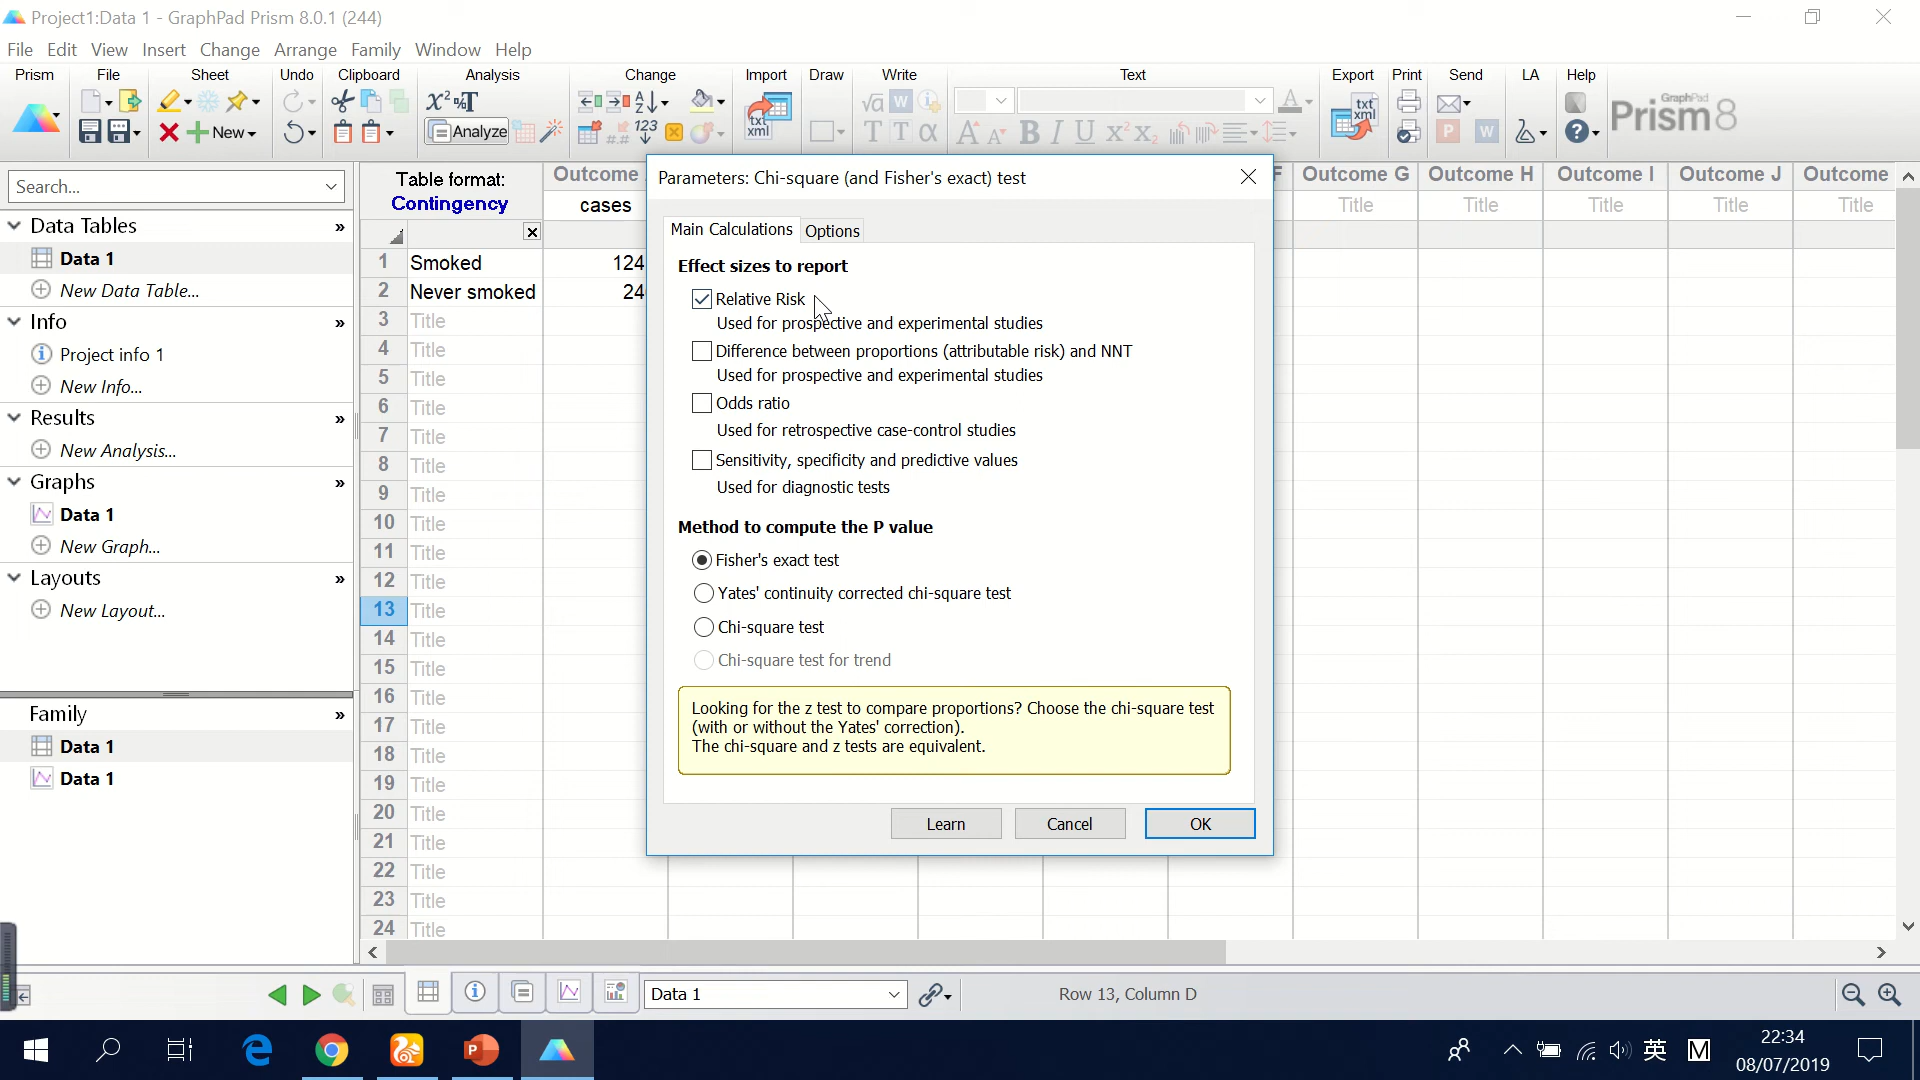 Project1:Data 1 - GraphPad Prism 8.0.1 (244)
File Edit View Insert Change Arrange Family Window Help
Prism File Sheet Undo Clipboard Analysis Change Import Draw Write Text Export Print Send LA Help
New
Analyze
GraphPad
Prism 8
Search...
Data Tables
Data 1
New Data Table...
Info
Project info 1
New Info...
Results
New Analysis...
Graphs
Data 1
New Graph...
Layouts
New Layout...
Family
Data 1
Data 1
Table format:
Contingency
Outcome
F Outcome G Outcome H Outcome I Outcome J Outcome
cases
Title Title Title Title Title
1 Smoked 124
2 Never smoked 24
3 Title
4 Title
5 Title
6 Title
7 Title
8 Title
9 Title
10 Title
11 Title
12 Title
13 Title
14 Title
15 Title
16 Title
17 Title
18 Title
19 Title
20 Title
21 Title
22 Title
23 Title
24 Title
Parameters: Chi-square (and Fisher's exact) test
Main Calculations Options
Effect sizes to report
Relative Risk
Used for prospective and experimental studies
Difference between proportions (attributable risk) and NNT
Used for prospective and experimental studies
Odds ratio
Used for retrospective case-control studies
Sensitivity, specificity and predictive values
Used for diagnostic tests
Method to compute the P value
Fisher's exact test
Yates' continuity corrected chi-square test
Chi-square test
Chi-square test for trend
Looking for the z test to compare proportions? Choose the chi-square test
(with or without the Yates' correction).
The chi-square and z tests are equivalent.
Learn Cancel OK
Data 1
Row 13, Column D
英 M
22:34
08/07/2019